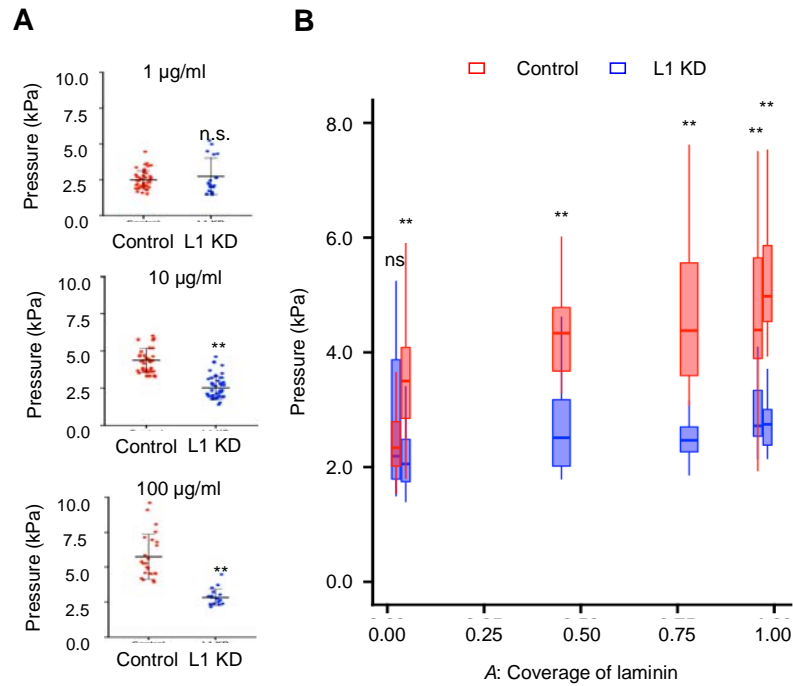 A
1 µg/ml
Pressure (kPa)
10.0
7.5
5.0
2.5
0.0
n.s.
Control L1 KD
10 µg/ml
Pressure (kPa)
10.0
7.5
5.0
2.5
0.0
**
Control L1 KD
100 µg/ml
Pressure (kPa)
10.0
7.5
5.0
2.5
0.0
**
Control L1 KD
B
Control L1 KD
Pressure (kPa)
8.0
6.0
4.0
2.0
0.0
ns
**
**
**
**
**
0.00 0.25 0.50 0.75 1.00
A: Coverage of laminin